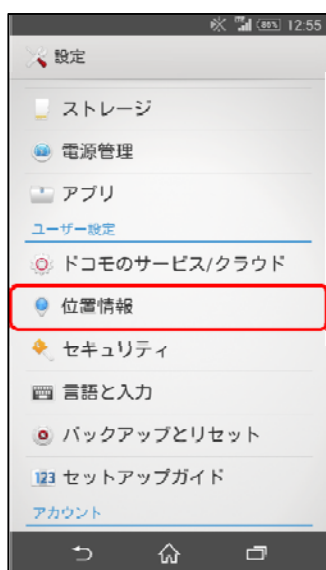 86% 12:55
設定
ストレージ
電源管理
アプリ
ユーザー設定
ドコモのサービス/クラウド
位置情報
セキュリティ
言語と入力
バックアップとリセット
123 セットアップガイド
アカウント